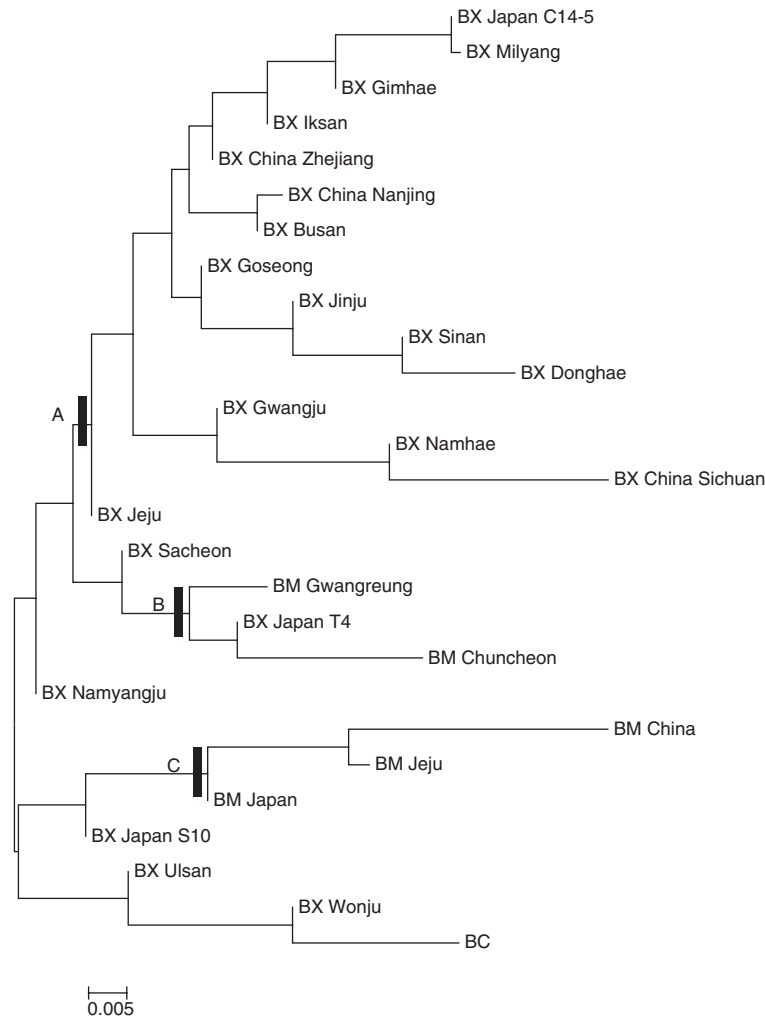 BX Japan C14-5
BX Milyang
BX Gimhae
BX Iksan
BX China Zhejiang
BX China Nanjing
BX Busan
BX Goseong
BX Jinju
BX Sinan
BX Donghae
A
BX Gwangju
BX Namhae
BX China Sichuan
BX Jeju
BX Sacheon
BM Gwangreung
B
BX Japan T4
BM Chuncheon
BX Namyangju
BM China
BM Jeju
C
BM Japan
BX Japan S10
BX Ulsan
BX Wonju
BC
0.005